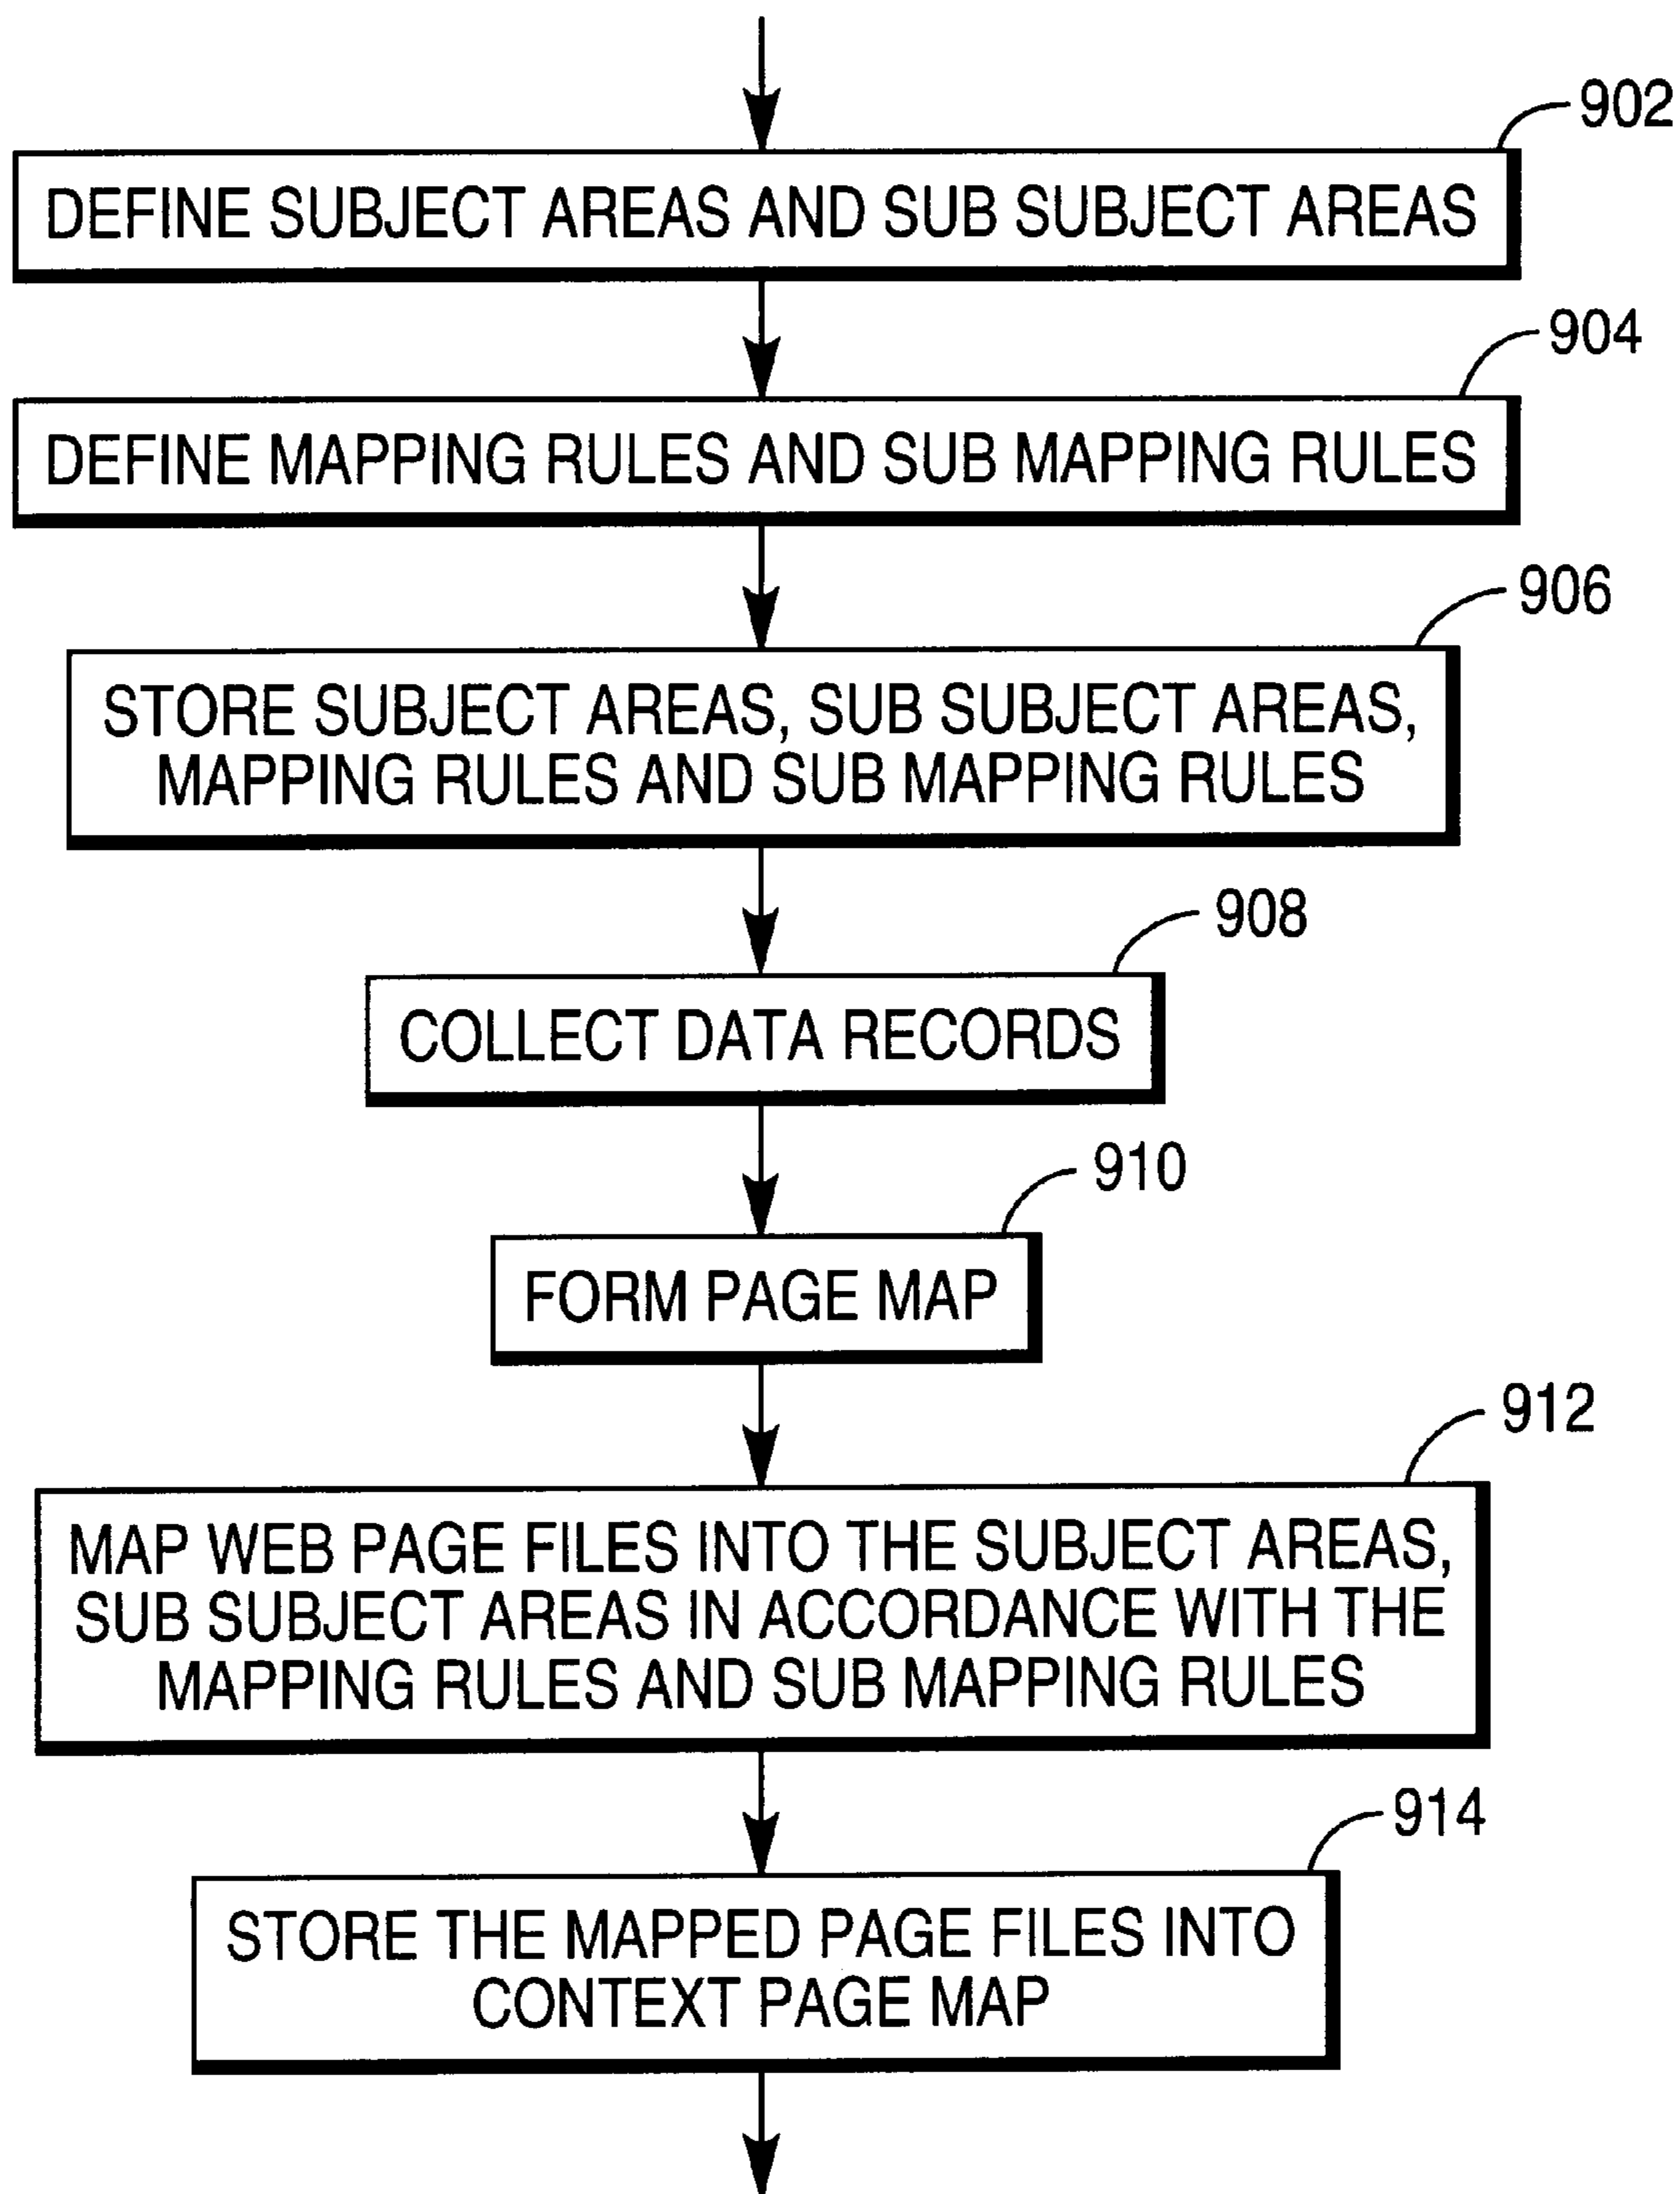 902
DEFINE SUBJECT AREAS AND SUB SUBJECT AREAS
904
DEFINE MAPPING RULES AND SUB MAPPING RULES
906
STORE SUBJECT AREAS, SUB SUBJECT AREAS,
MAPPING RULES AND SUB MAPPING RULES
908
COLLECT DATA RECORDS
910
FORM PAGE MAP
912
MAP WEB PAGE FILES INTO THE SUBJECT AREAS,
SUB SUBJECT AREAS IN ACCORDANCE WITH THE
MAPPING RULES AND SUB MAPPING RULES
914
STORE THE MAPPED PAGE FILES INTO
CONTEXT PAGE MAP